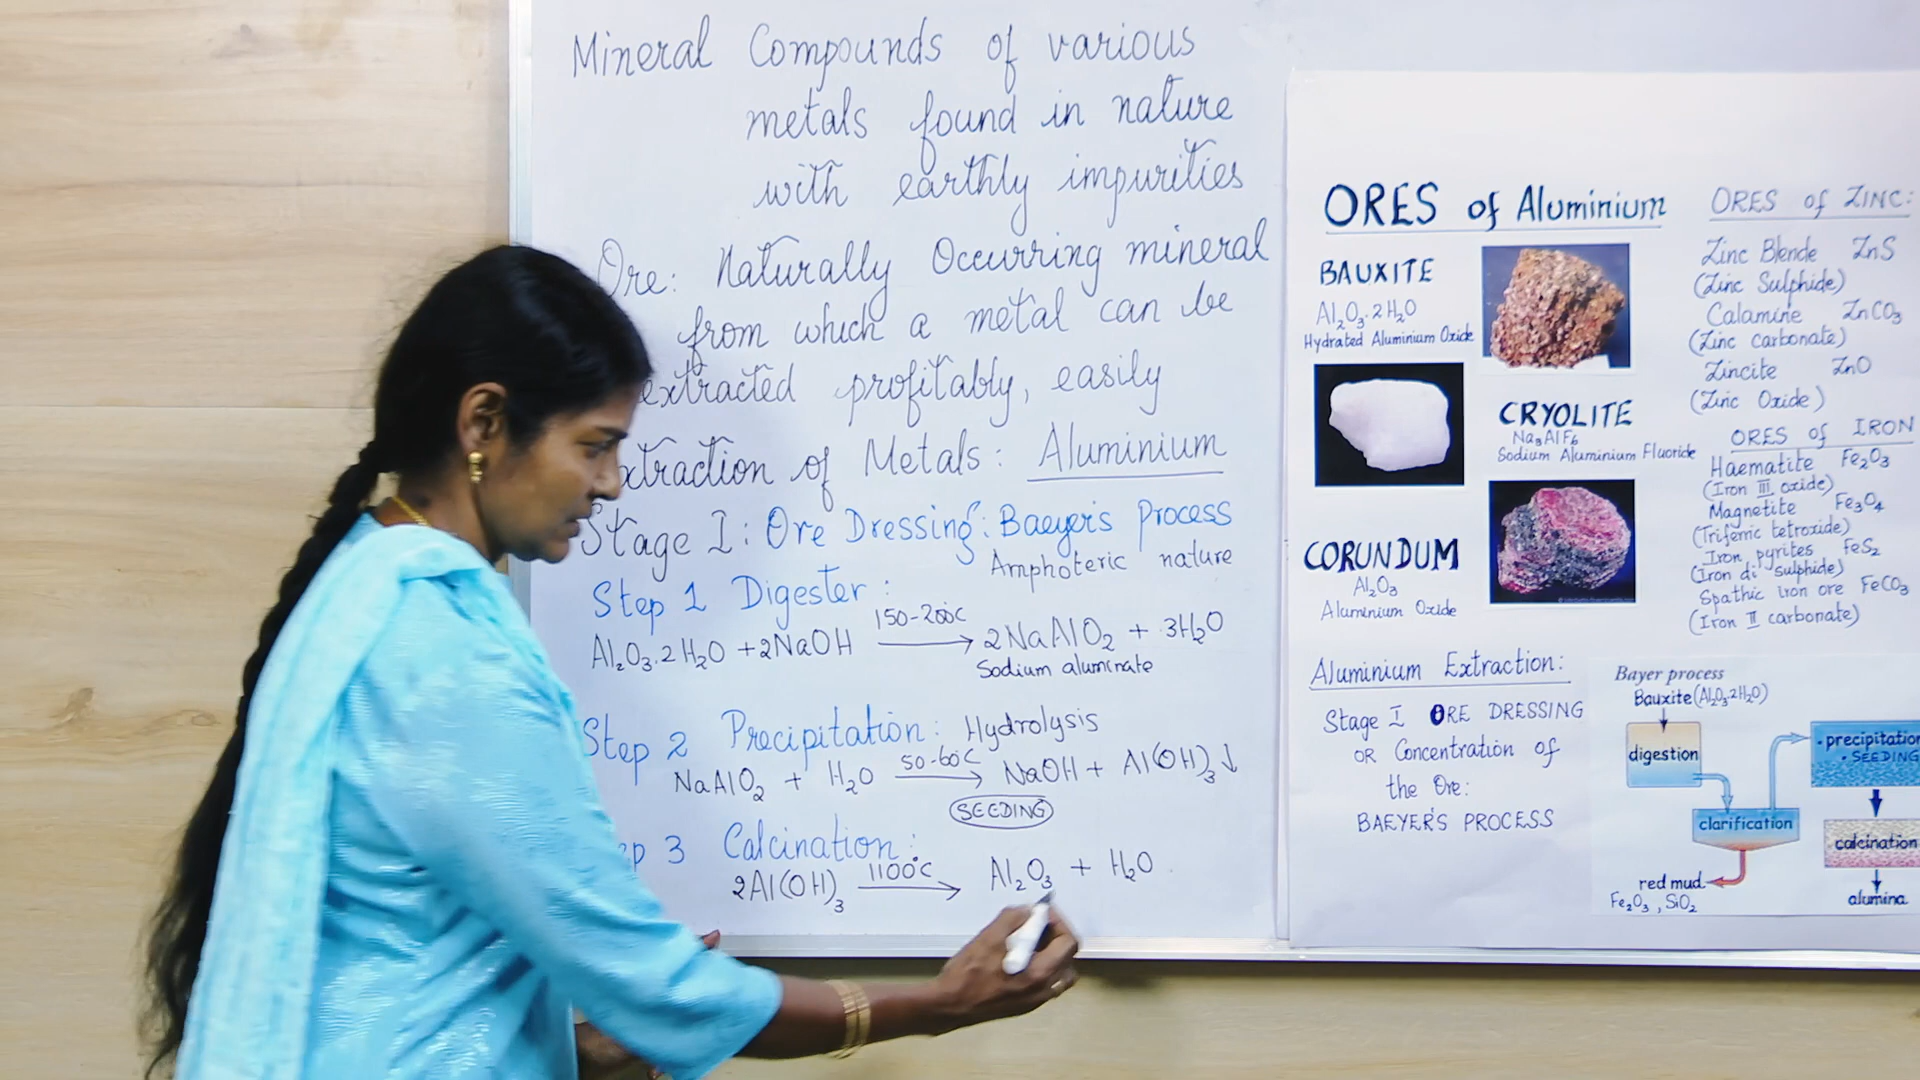 Mineral Compounds of various
metals found in nature
with earthly impurities
Ore: Naturally Occurring mineral
from which a metal can be
extracted profitably, easily
xtraction of Metals: Aluminium
Stage I: Ore Dressing: Baeyer's Process
Amphoteric nature
Step 1 Digester:
Al₂O₃.2H₂O + 2NaOH 150-200°C → 2NaAlO₂ + 3H₂O
Sodium aluminate
Step 2 Precipitation: Hydrolysis
NaAlO₂ + H₂O 50-60°C → NaOH + Al(OH)₃↓
SEEDING
ep 3 Calcination:
2Al(OH)₃ 1100°C → Al₂O₃ + H₂O
ORES of Aluminium
BAUXITE
Al₂O₃.2H₂O
Hydrated Aluminium Oxide
CRYOLITE
Na₃AlF₆
Sodium Aluminium Fluoride
CORUNDUM
Al₂O₃
Aluminium Oxide
ORES of ZINC:
Zinc Blende ZnS
(Zinc Sulphide)
Calamine ZnCO₃
(Zinc carbonate)
Zincite ZnO
(Zinc Oxide)
ORES of IRON
Haematite Fe₂O₃
(Iron III oxide)
Magnetite Fe₃O₄
(Triferric tetroxide)
Iron pyrites FeS₂
(Iron di sulphide)
Spathic iron ore FeCO₃
(Iron II carbonate)
Aluminium Extraction:
Stage I ORE DRESSING
OR Concentration of
the Ore:
BAEYER'S PROCESS
Bayer process
Bauxite (Al₂O₃.2H₂O)
digestion
precipitation
• SEEDING
clarification
calcination
red mud
Fe₂O₃, SiO₂
alumina